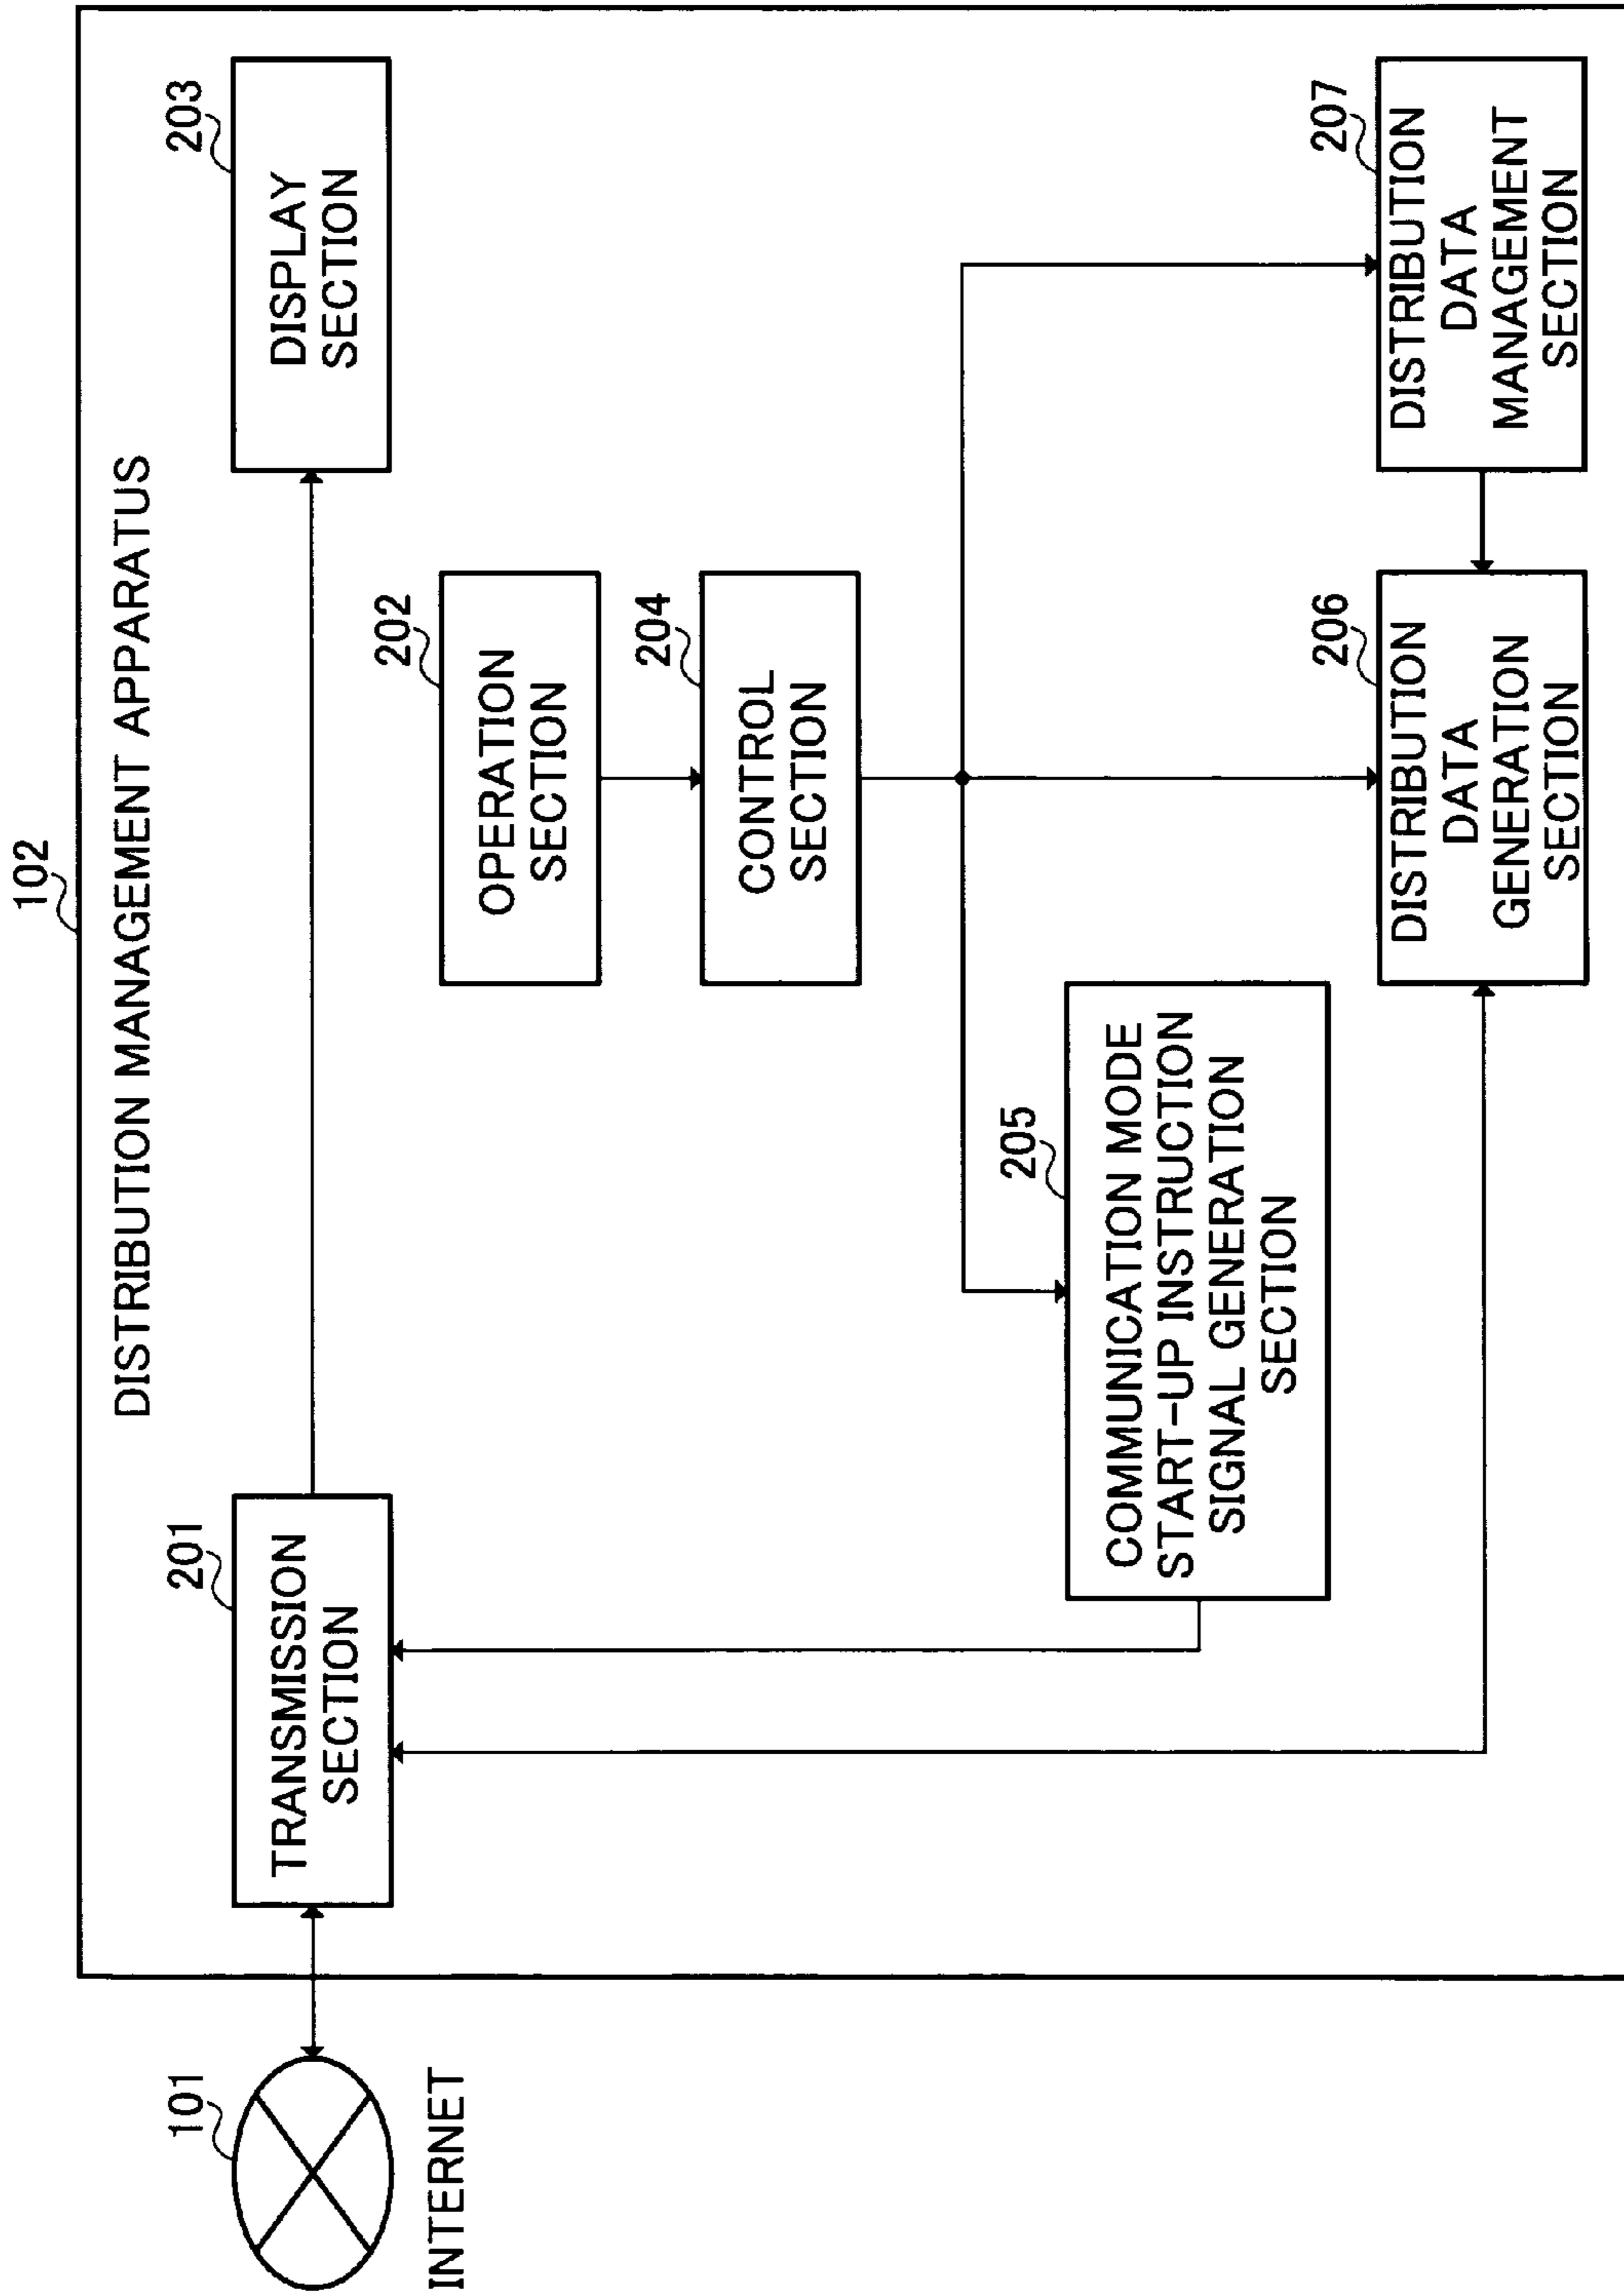 102
DISTRIBUTION MANAGEMENT APPARATUS
101
INTERNET
201
TRANSMISSION
SECTION
203
DISPLAY
SECTION
202
OPERATION
SECTION
204
CONTROL
SECTION
205
COMMUNICATION MODE
START-UP INSTRUCTION
SIGNAL GENERATION
SECTION
206
DISTRIBUTION
DATA
GENERATION
SECTION
207
DISTRIBUTION
DATA
MANAGEMENT
SECTION